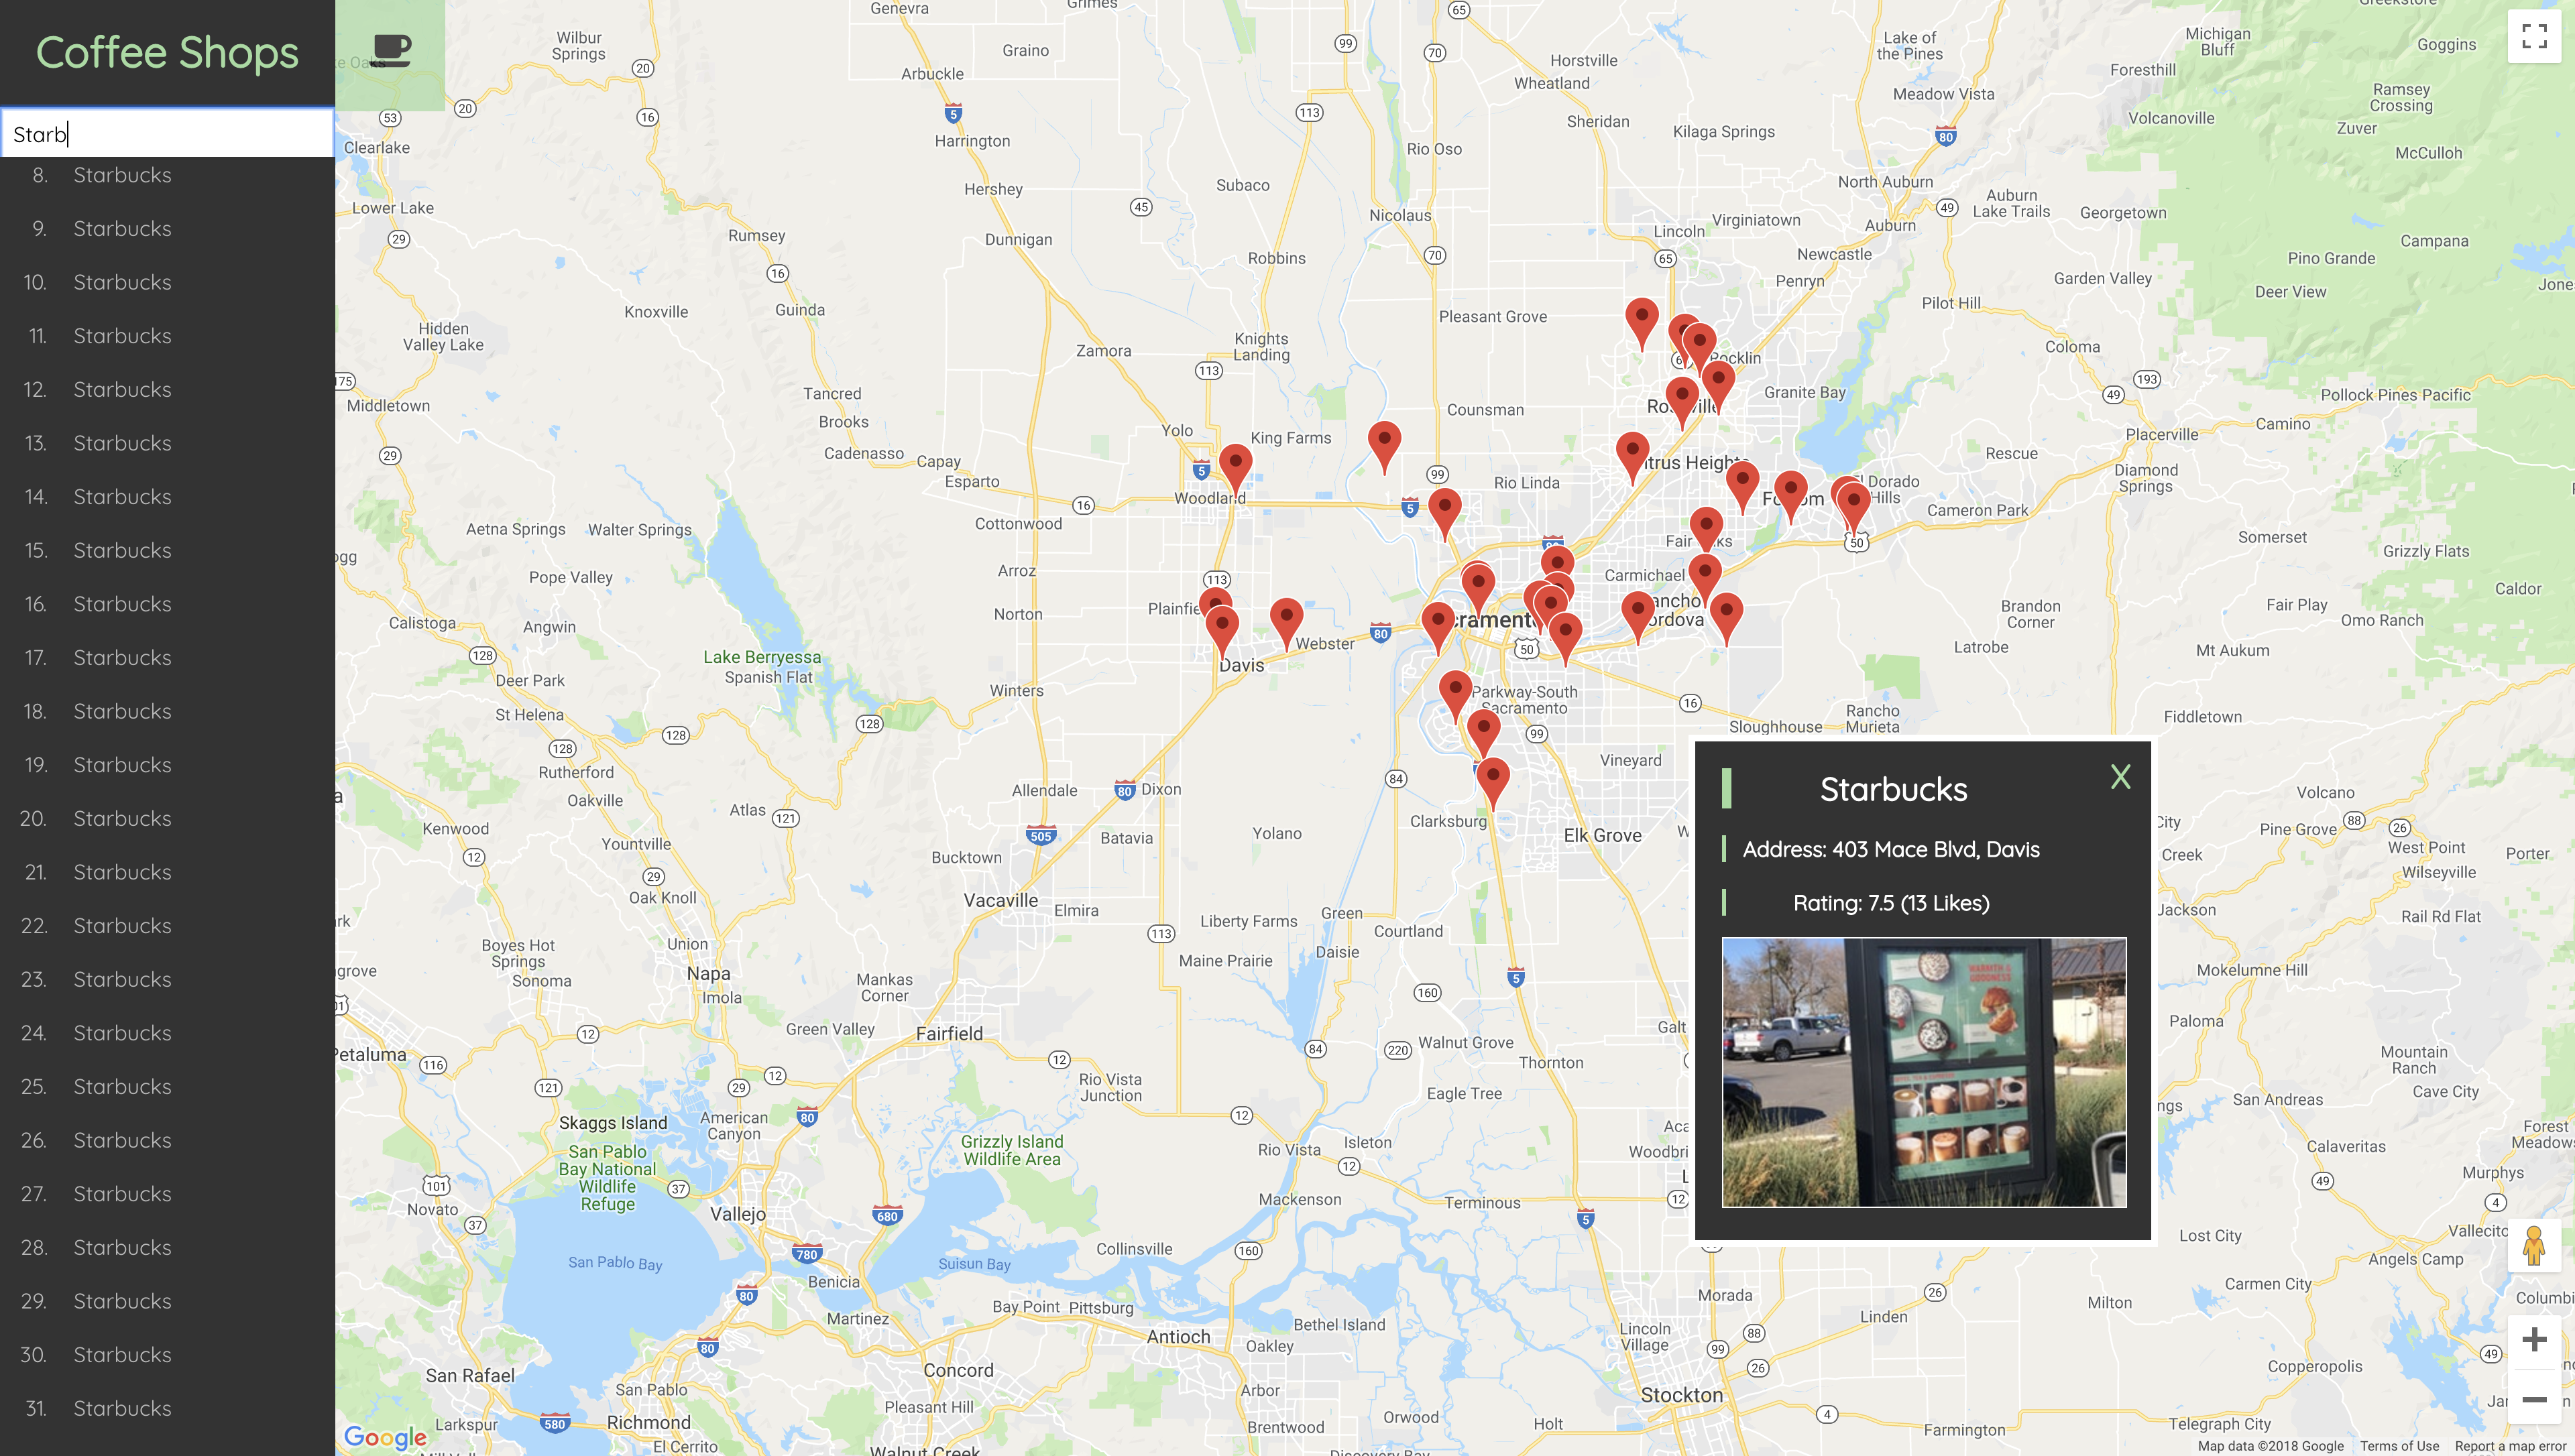 Coffee Shops
Starb
8. Starbucks
9. Starbucks
10. Starbucks
11. Starbucks
12. Starbucks
13. Starbucks
14. Starbucks
15. Starbucks
16. Starbucks
17. Starbucks
18. Starbucks
19. Starbucks
20. Starbucks
21. Starbucks
22. Starbucks
23. Starbucks
24. Starbucks
25. Starbucks
26. Starbucks
27. Starbucks
28. Starbucks
29. Starbucks
30. Starbucks
31. Starbucks
Genevra
Grimes
Wilbur
Springs
Graino
Arbuckle
Harrington
Hershey
Subaco
Nicolaus
Rio Oso
Horstville
Wheatland
Sheridan
Kilaga Springs
Lake of
the Pines
Meadow Vista
Michigan
Bluff
Goggins
Foresthill
Ramsey
Crossing
Volcanoville
Zuver
McCulloh
Clearlake
Lower Lake
Rumsey
Dunnigan
Robbins
Lincoln
Virginiatown
North Auburn
Auburn
Auburn
Lake Trails
Georgetown
Newcastle
Penryn
Garden Valley
Campana
Pino Grande
Deer View
Pilot Hill
Coloma
Hidden
Valley Lake
Knoxville
Guinda
Zamora
Knights
Landing
Pleasant Grove
Rocklin
Granite Bay
Middletown
Tancred
Brooks
Cadenasso
Capay
Esparto
Yolo
King Farms
Counsman
Pollock Pines Pacific
Camino
Placerville
Diamond
Springs
Rescue
Cameron Park
El Dorado
Hills
Rio Linda
Woodland
Cottonwood
Aetna Springs
Walter Springs
Pope Valley
Arroz
Norton
Carmichael
Somerset
Grizzly Flats
Caldor
Fair Play
Omo Ranch
Brandon
Corner
Latrobe
Mt Aukum
Calistoga
Angwin
Deer Park
St Helena
Lake Berryessa
Spanish Flat
Winters
Davis
Webster
Parkway-South
Sacramento
Sloughhouse
Rancho
Murieta
Fiddletown
Vineyard
Rutherford
Oakville
Atlas
Allendale
Dixon
Batavia
Yolano
Clarksburg
Elk Grove
Volcano
Pine Grove
West Point
Wilseyville
Porter
Kenwood
Yountville
Oak Knoll
Bucktown
Vacaville
Elmira
Liberty Farms
Green
Courtland
Daisie
Maine Prairie
Jackson
Rail Rd Flat
Mokelumne Hill
Paloma
Boyes Hot
Springs
Sonoma
Union
Napa
Imola
Mankas
Corner
Green Valley
Fairfield
Galt
Walnut Grove
Thornton
Mountain
Ranch
Cave City
San Andreas
Petaluma
Rio Vista
Junction
Eagle Tree
Skaggs Island
American
Canyon
San Pablo
Bay National
Wildlife
Refuge
Grizzly Island
Wildlife Area
Rio Vista
Isleton
Calaveritas
Forest
Meadows
Murphys
Novato
Vallejo
Mackenson
Terminous
Lost City
Angels Camp
Carmen City
San Pablo Bay
Suisun Bay
Collinsville
Benicia
Martinez
Bay Point
Pittsburg
Bethel Island
Antioch
Oakley
Morada
Linden
Milton
Lincoln
Village
Copperopolis
San Rafael
San Pablo
Concord
Arbor
Stockton
Larkspur
Richmond
Pleasant Hill
Brentwood
Orwood
Holt
Farmington
Telegraph City
El Cerrito
Walnut Creek
Starbucks
X
Address: 403 Mace Blvd, Davis
Rating: 7.5 (13 Likes)
WARMTH &
GOODNESS
Google
Map data ©2018 Google
Terms of Use
Report a map error